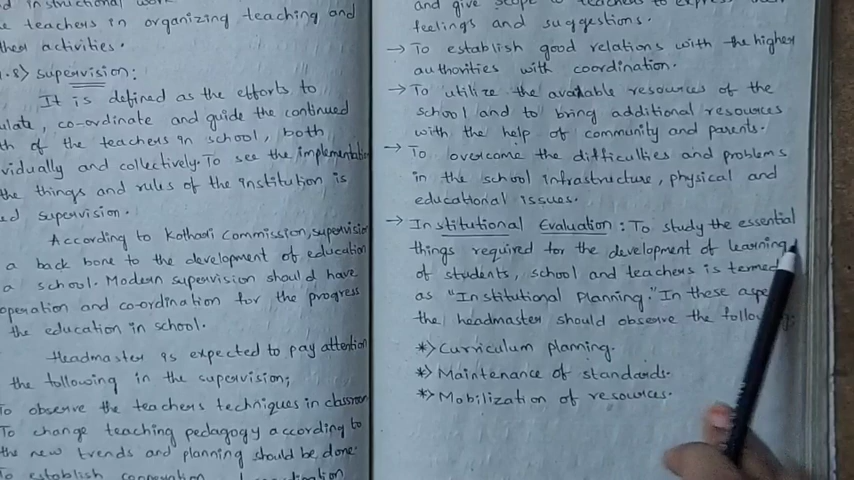 d instructional work
e teachers in organizing teaching and
ther activities.
.8) Supervision:
It is defined as the efforts to
ulate, co-ordinate and guide the continued
th of the teachers in school, both
vidually and collectively. To see the implementation
the things and rules of the institution is
ed supervision.
According to Kothari Commission, supervision
a back bone to the development of education
a school. Modern supervision should have
operation and co-ordination for the progress
the education in school.
Headmaster is expected to pay attention
the following in the supervision;
To observe the teachers techniques in classroom
To change teaching pedagogy according to
the new trends and planning should be done.
To establish
and give scope to teachers to
feelings and suggestions.
→ To establish good relations with the higher
authorities with coordination.
→ To utilize the available resources of the
school and to bring additional resources
with the help of community and parents.
→ To overcome the difficulties and problems
in the school infrastructure, physical and
educational issues.
→ Institutional Evaluation : To study the essential
things required for the development of learning
of students, school and teachers is termed
as "Institutional Planning." In these aspe
the headmaster should observe the following:
*> Curriculum planning.
*> Maintenance of standards.
*> Mobilization of resources.